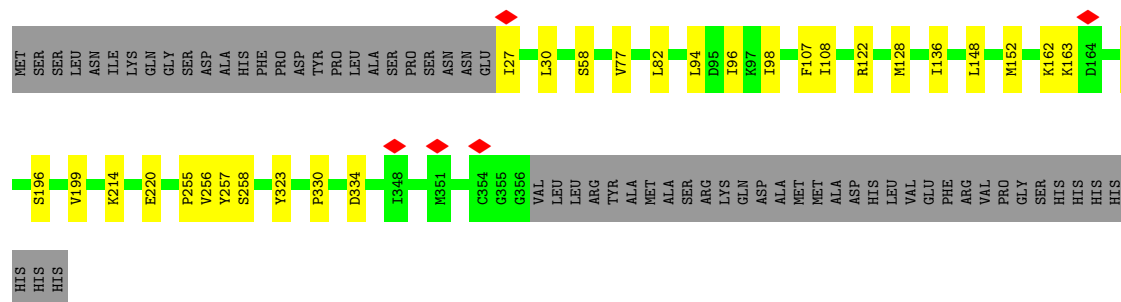 MET SER SER LEU ASN ILE LYS GLN GLY SER ASP ALA HIS PHE PRO ASP TYR PRO LEU ALA SER PRO SER ASN ASN GLU I27 L30 S58 V77 L82 L94 D95 I96 K97 I98 F107 I108 R122 M128 I136 L148 M152 K162 K163 D164
S196 V199 K214 E220 P255 V256 Y257 S258 Y323 P330 D334 I348 M351 C354 G355 G356 VAL LEU LEU ARG TYR ALA MET ALA SER ARG LYS GLN ASP ALA MET MET ALA ASP HIS LEU VAL GLU PHE ARG VAL PRO GLY SER HIS HIS HIS HIS HIS
HIS HIS HIS